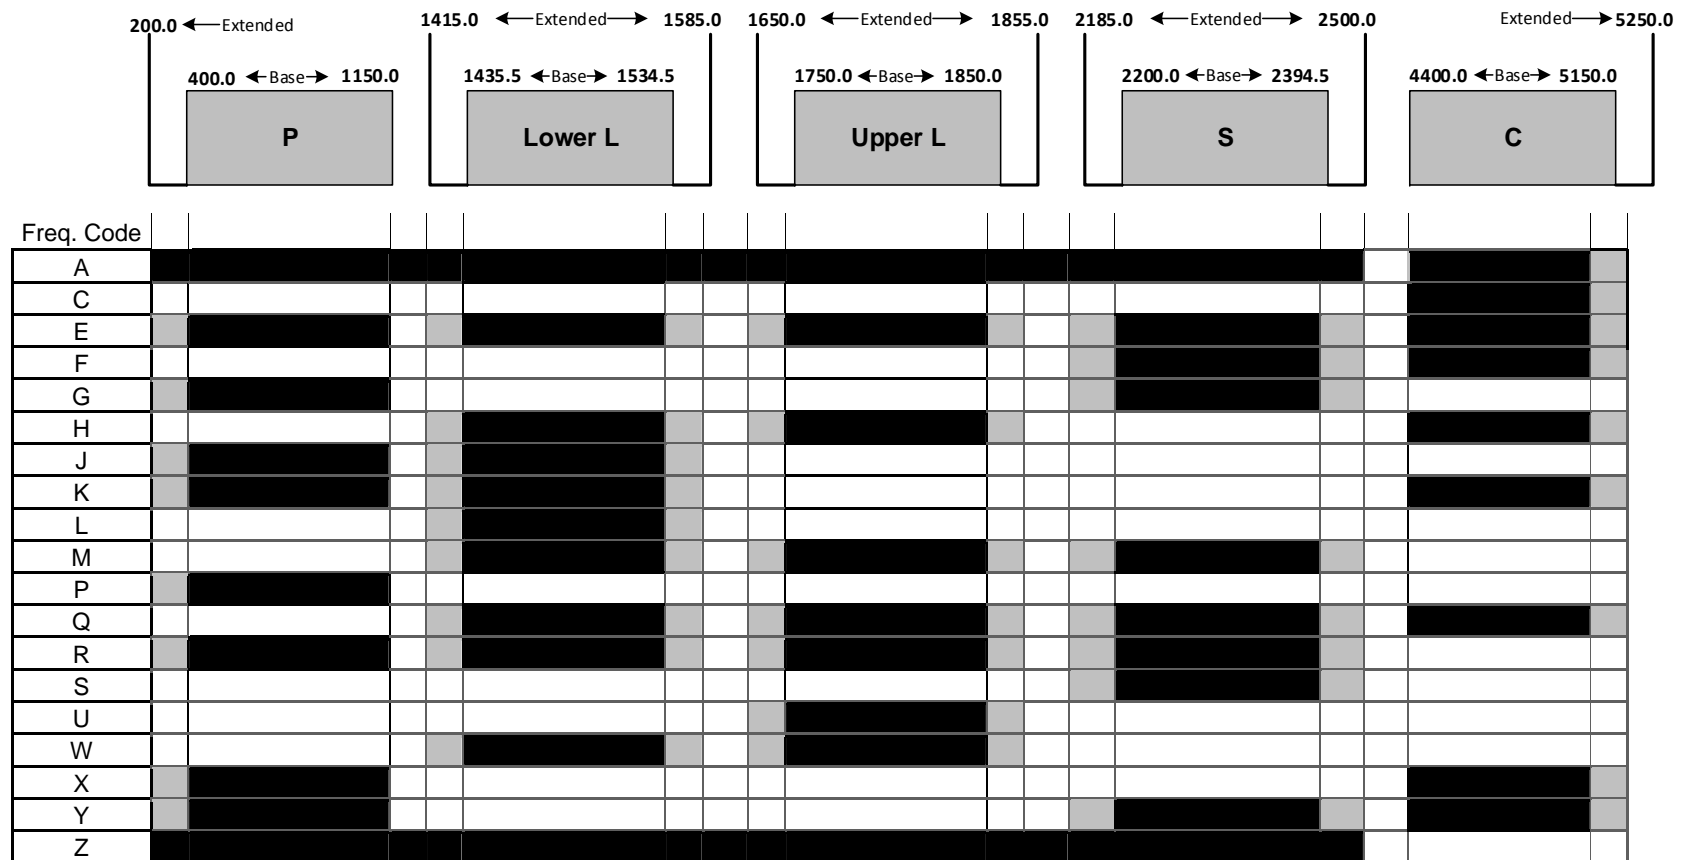 1415.0 Extended 1585.0 1650.0 Extended 1855.0 2185.0 Extended 2500.0 Extended 5250.0
200.0 Extended
400.0 Base 1150.0 1435.5 Base 1534.5 1750.0 Base 1850.0 2200.0 Base 2394.5 4400.0 Base 5150.0
P Lower L Upper L S C
Freq. Code
A
C
E
F
G
H
J
K
L
M
P
Q
R
S
U
W
X
Y
Z